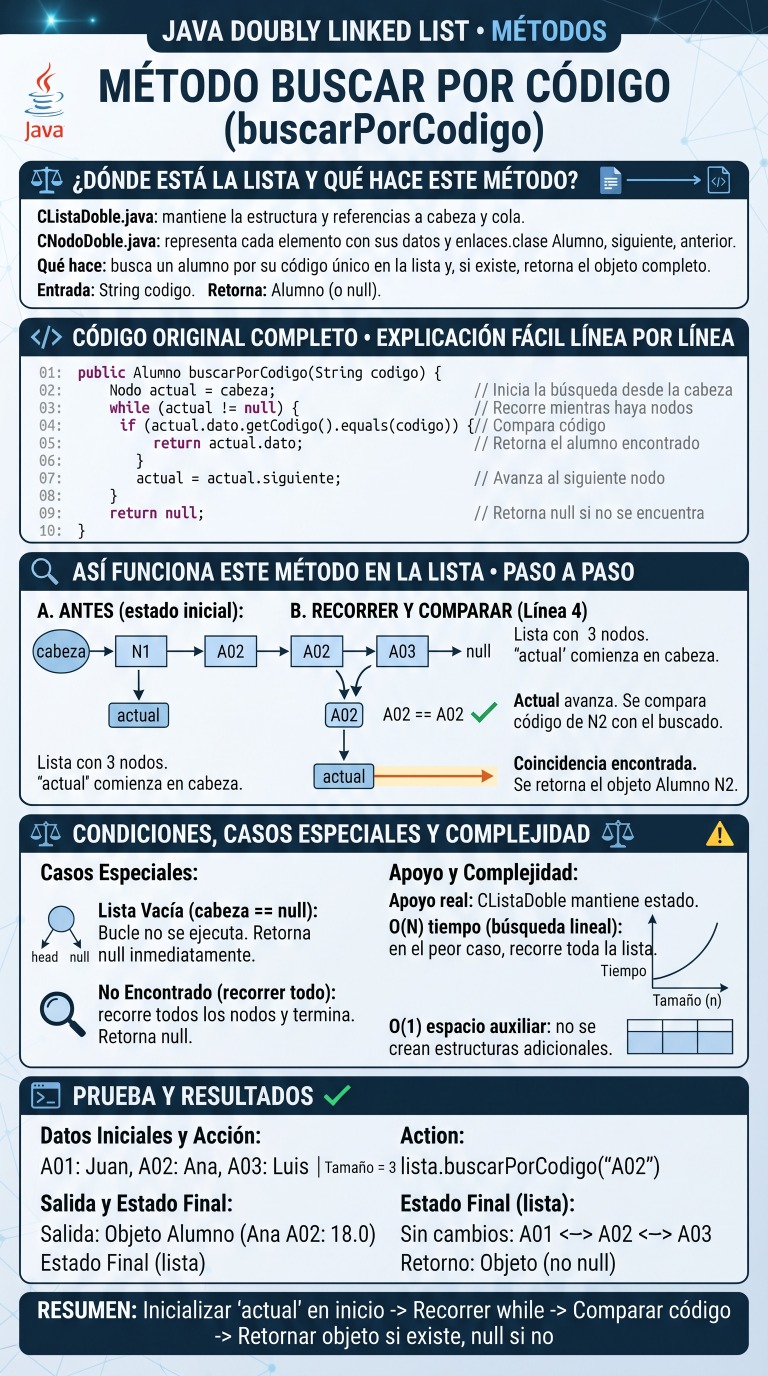 JAVA DOUBLY LINKED LIST • MÉTODOS
Java
MÉTODO BUSCAR POR CÓDIGO
(buscarPorCodigo)
¿DÓNDE ESTÁ LA LISTA Y QUÉ HACE ESTE MÉTODO?
CListaDoble.java: mantiene la estructura y referencias a cabeza y cola.
CNodoDoble.java: representa cada elemento con sus datos y enlaces.clase Alumno, siguiente, anterior.
Qué hace: busca un alumno por su código único en la lista y, si existe, retorna el objeto completo.
Entrada: String codigo. Retorna: Alumno (o null).
</> CÓDIGO ORIGINAL COMPLETO • EXPLICACIÓN FÁCIL LÍNEA POR LÍNEA
01: public Alumno buscarPorCodigo(String codigo) {
02: Nodo actual = cabeza; // Inicia la búsqueda desde la cabeza
03: while (actual != null) { // Recorre mientras haya nodos
04: if (actual.dato.getCodigo().equals(codigo)) { // Compara código
05: return actual.dato; // Retorna el alumno encontrado
06: }
07: actual = actual.siguiente; // Avanza al siguiente nodo
08: }
09: return null; // Retorna null si no se encuentra
10: }
ASÍ FUNCIONA ESTE MÉTODO EN LA LISTA • PASO A PASO
A. ANTES (estado inicial):
B. RECORRER Y COMPARAR (Línea 4)
cabeza N1 A02 A02 A03 null
Lista con 3 nodos.
"actual' comienza en cabeza.
actual
A02 A02 == A02
Actual avanza. Se compara
código de N2 con el buscado.
Lista con 3 nodos.
"actual" comienza en cabeza.
actual
Coincidencia encontrada.
Se retorna el objeto Alumno N2.
CONDICIONES, CASOS ESPECIALES Y COMPLEJIDAD
Casos Especiales:
head null
Lista Vacía (cabeza == null):
Bucle no se ejecuta. Retorna
null inmediatamente.
No Encontrado (recorrer todo):
recorre todos los nodos y termina.
Retorna null.
Apoyo y Complejidad:
Apoyo real: CListaDoble mantiene estado.
O(N) tiempo (búsqueda lineal):
en el peor caso, recorre toda la lista.
Tiempo
Tamaño (n)
O(1) espacio auxiliar: no se
crean estructuras adicionales.
PRUEBA Y RESULTADOS
Datos Iniciales y Acción:
A01: Juan, A02: Ana, A03: Luis | Tamaño = 3
Action:
lista.buscarPorCodigo("A02")
Salida y Estado Final:
Salida: Objeto Alumno (Ana A02: 18.0)
Estado Final (lista)
Estado Final (lista):
Sin cambios: A01 <—> A02 <—> A03
Retorno: Objeto (no null)
RESUMEN: Inicializar 'actual' en inicio -> Recorrer while -> Comparar código
-> Retornar objeto si existe, null si no